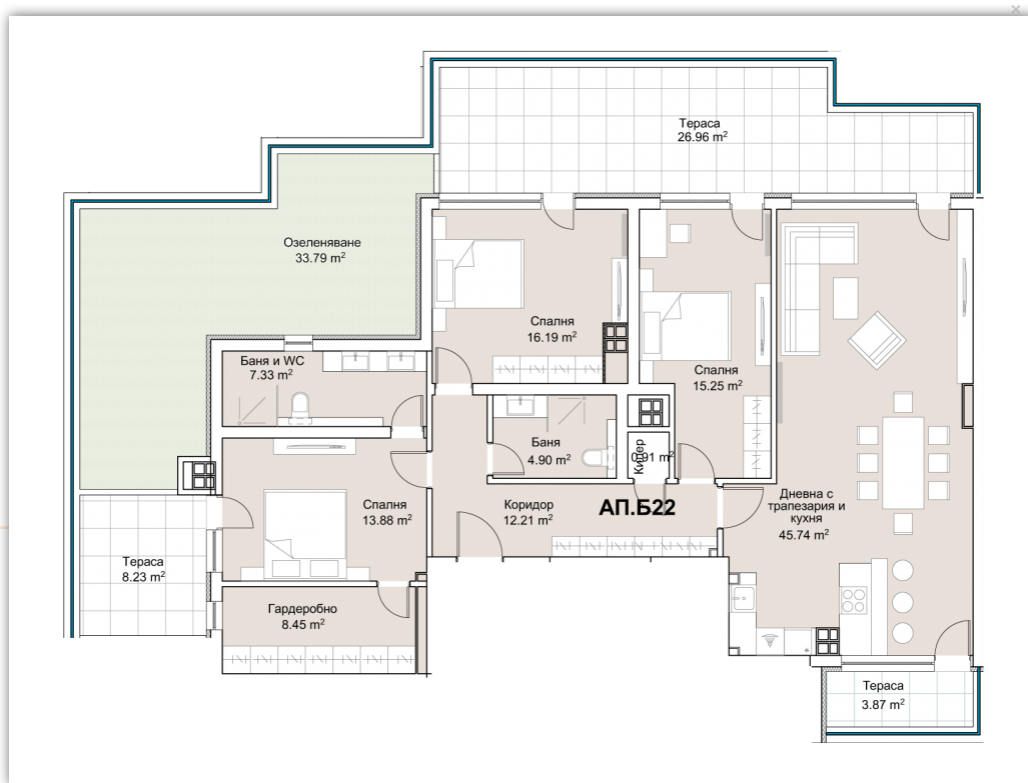 Тераса
26.96 m²
Озеленяване
33.79 m²
Спалня
16.19 m²
Баня и WC
7.33 m²
Спалня
15.25 m²
Баня
4.90 m²
Килер
0.91 m²
Спалня
13.88 m²
Коридор
12.21 m²
АП.Б22
Дневна с
трапезария и
кухня
45.74 m²
Тераса
8.23 m²
Гардеробно
8.45 m²
Тераса
3.87 m²